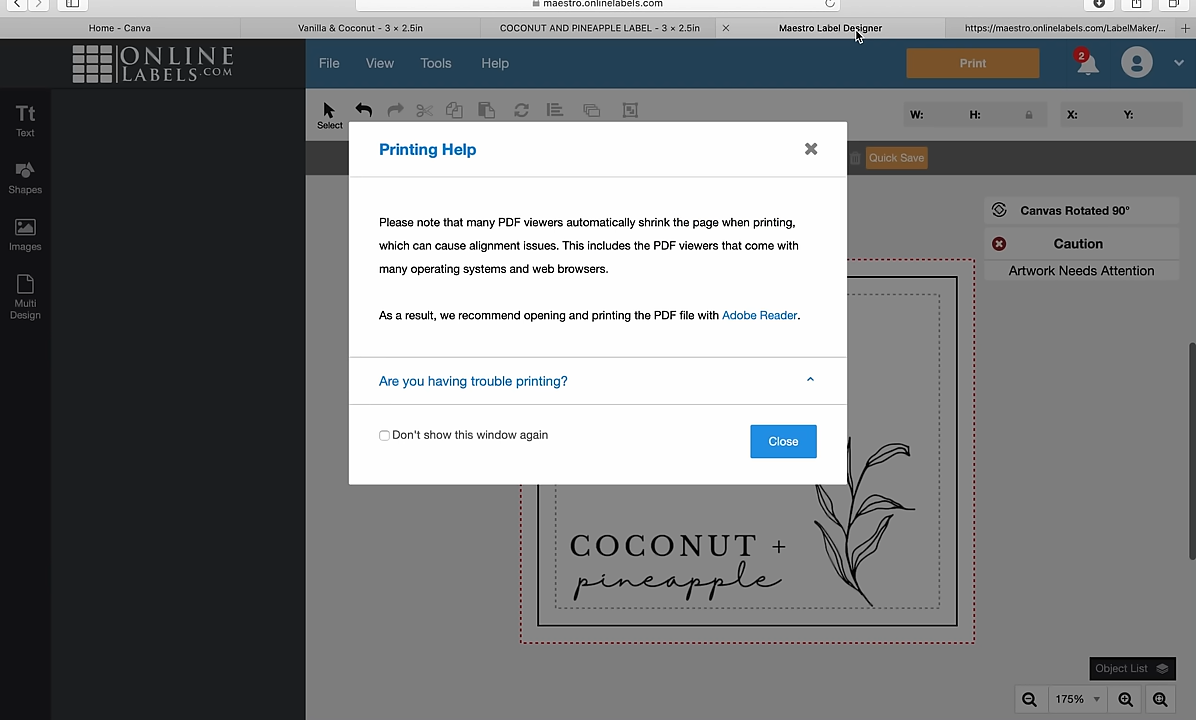 maestro.onlinelabels.com
Home - Canva
Vanilla & Coconut - 3 × 2.5in
COCONUT AND PINEAPPLE LABEL - 3 × 2.5in
Maestro Label Designer
https://maestro.onlinelabels.com/LabelMaker/...
ONLINE
LABELS.COM
File
View
Tools
Help
Print
2
Tt
Text
Shapes
Images
Multi
Design
Select
W:
H:
X:
Y:
Quick Save
Printing Help
Please note that many PDF viewers automatically shrink the page when printing,
which can cause alignment issues. This includes the PDF viewers that come with
many operating systems and web browsers.
As a result, we recommend opening and printing the PDF file with Adobe Reader.
Are you having trouble printing?
Don't show this window again
Close
Canvas Rotated 90°
Caution
Artwork Needs Attention
COCONUT +
pineapple
Object List
175%